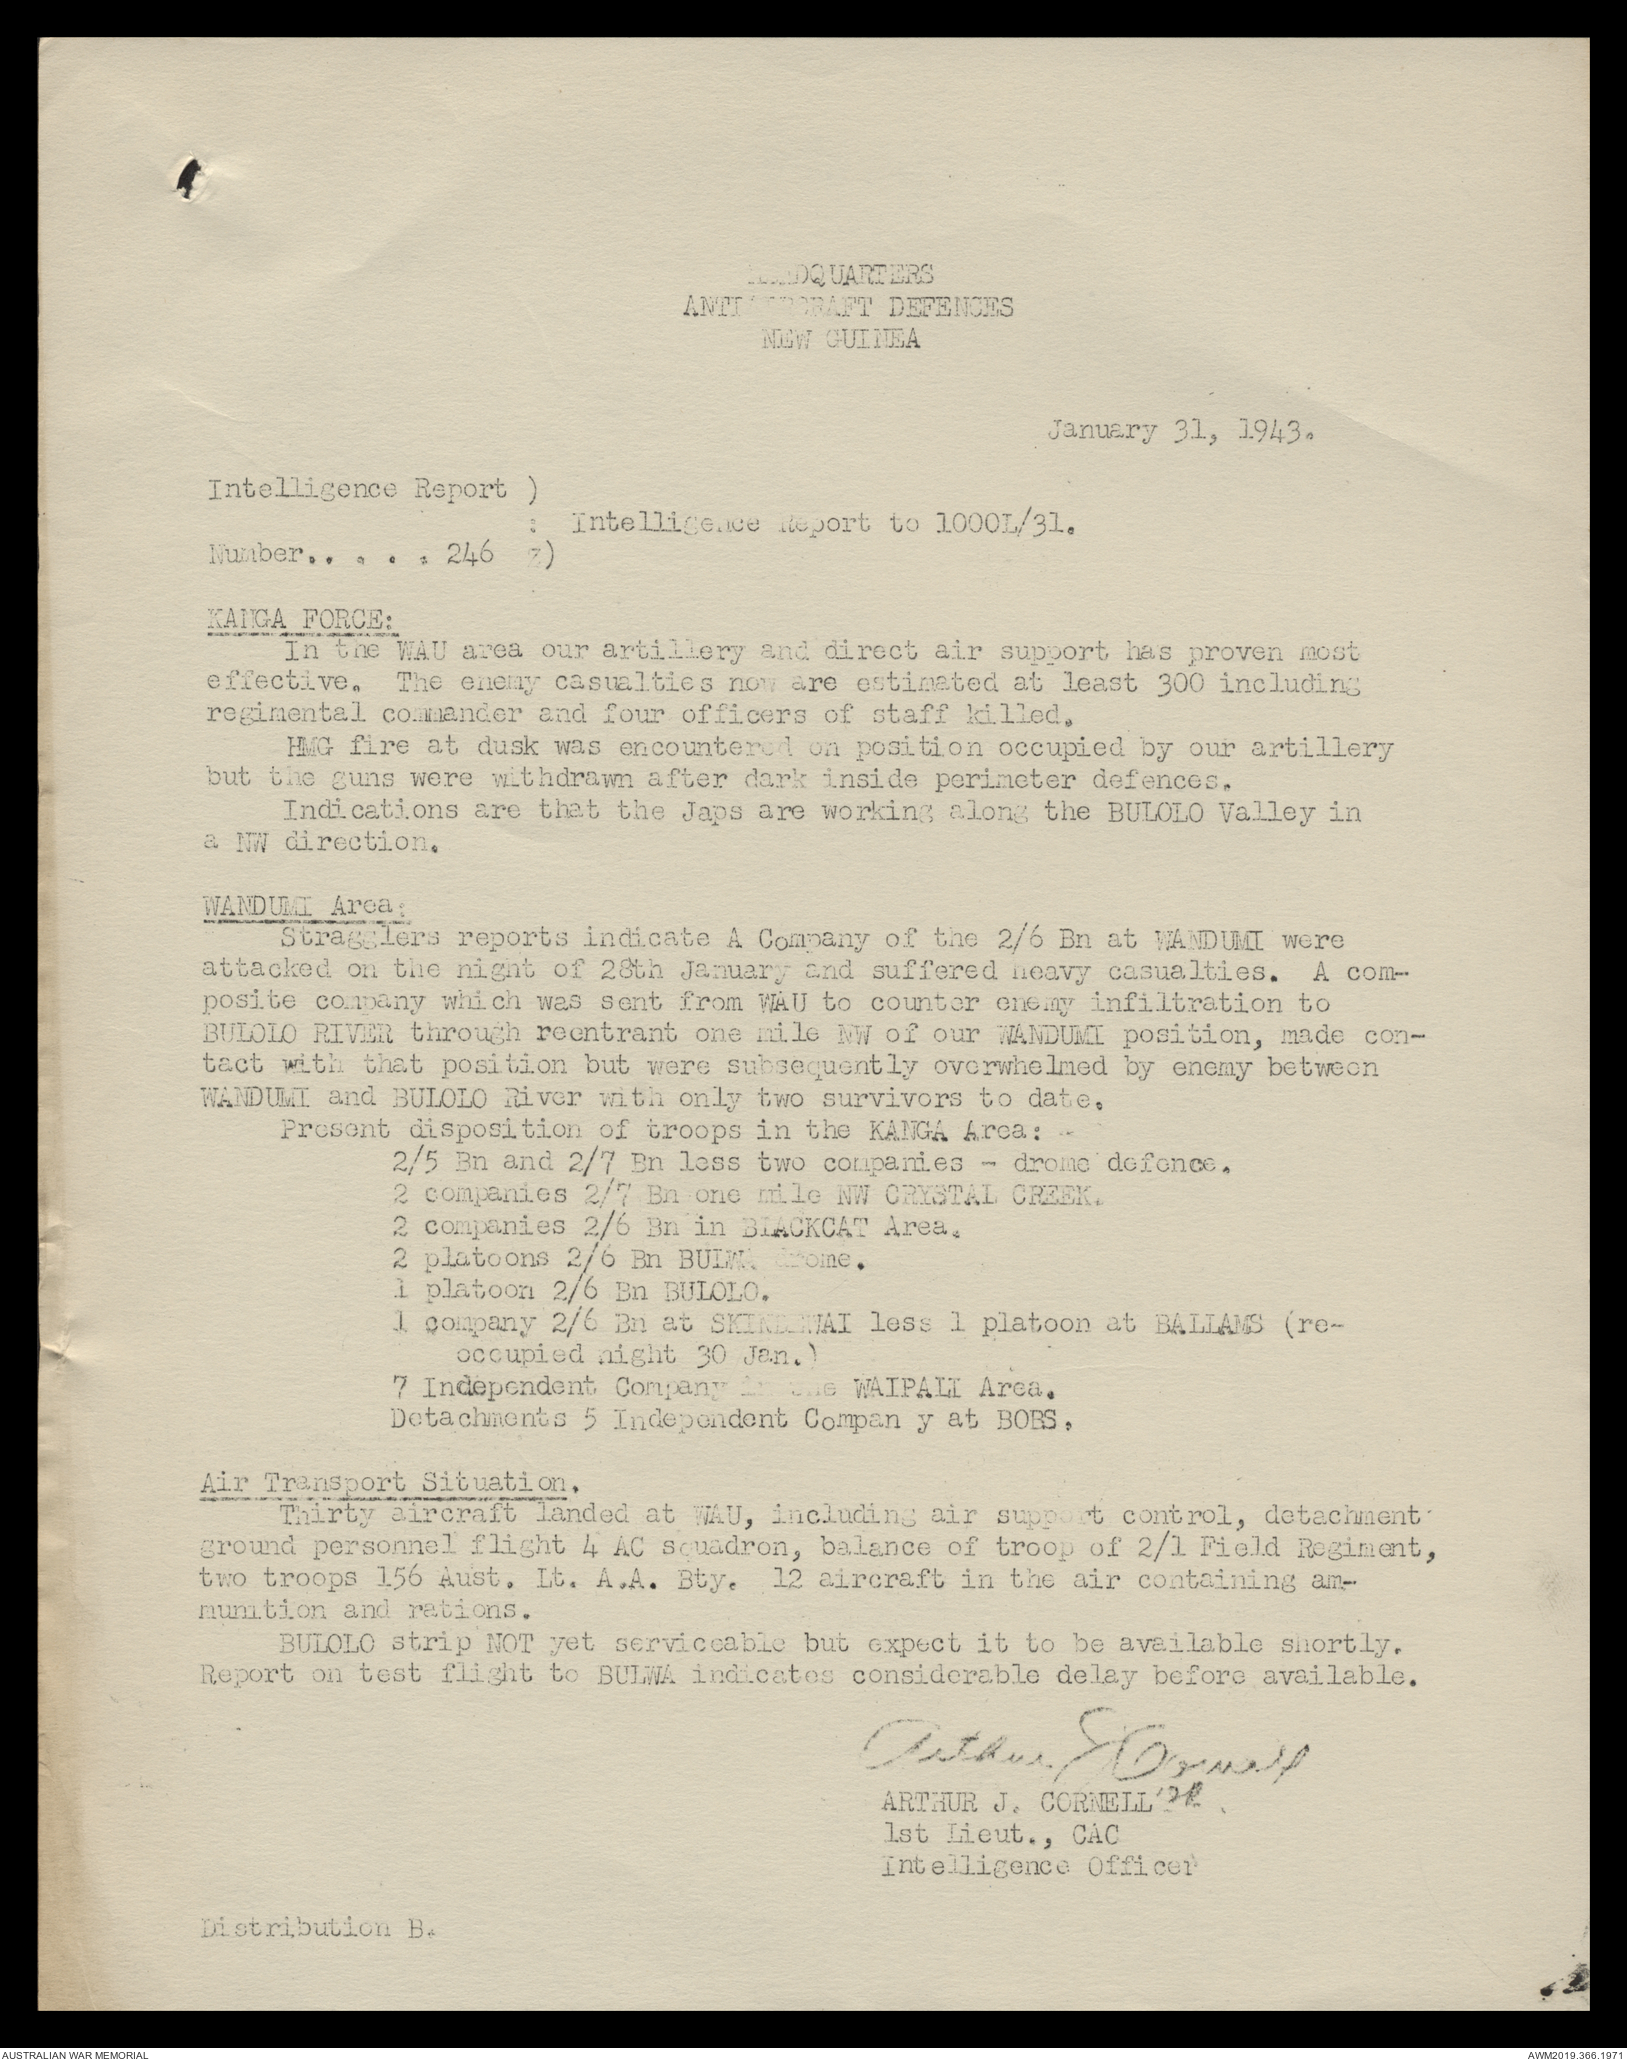 HEADQUARTERS
ANTI AIRCRAFT DEFENCES
NEW GUINEA
January 31, 1943.
Intelligence Report )
: Intelligence Report to 1000L/31.
Number.. . . . 246 )
KANGA FORCE:
In the WAU area our artillery and direct air support has proven most
effective. The enemy casualties now are estimated at least 300 including
regimental commander and four officers of staff killed.
HMG fire at dusk was encountered on position occupied by our artillery
but the guns were withdrawn after dark inside perimeter defences.
Indications are that the Japs are working along the BULOLO Valley in
a NW direction.
WANDUMI Area:
Stragglers reports indicate A Company of the 2/6 Bn at WANDUMI were
attacked on the night of 28th January and suffered heavy casualties. A com-
posite company which was sent from WAU to counter enemy infiltration to
BULOLO RIVER through reentrant one mile NW of our WANDUMI position, made con-
tact with that position but were subsequently overwhelmed by enemy between
WANDUMI and BULOLO River with only two survivors to date.
Present disposition of troops in the KANGA Area: -
2/5 Bn and 2/7 Bn less two companies - drome defence.
2 companies 2/7 Bn one mile NW CRYSTAL CREEK.
2 companies 2/6 Bn in BLACKCAT Area.
2 platoons 2/6 Bn BULWA drome.
1 platoon 2/6 Bn BULOLO.
1 company 2/6 Bn at SKINDEWAI less 1 platoon at BALLAMS (re-
occupied night 30 Jan.)
7 Independent Company in the WAIPALI Area.
Detachments 5 Independent Compan y at BOBS.
Air Transport Situation.
Thirty aircraft landed at WAU, including air support control, detachment
ground personnel flight 4 AC squadron, balance of troop of 2/1 Field Regiment,
two troops 156 Aust. Lt. A.A. Bty. 12 aircraft in the air containing am-
munition and rations.
BULOLO strip NOT yet serviceable but expect it to be available shortly.
Report on test flight to BULWA indicates considerable delay before available.
Arthur J Cornell
ARTHUR J. CORNELL
1st Lieut., CAC
Intelligence Officer
Distribution B.
AUSTRALIAN WAR MEMORIAL
AWM2019.366.1971